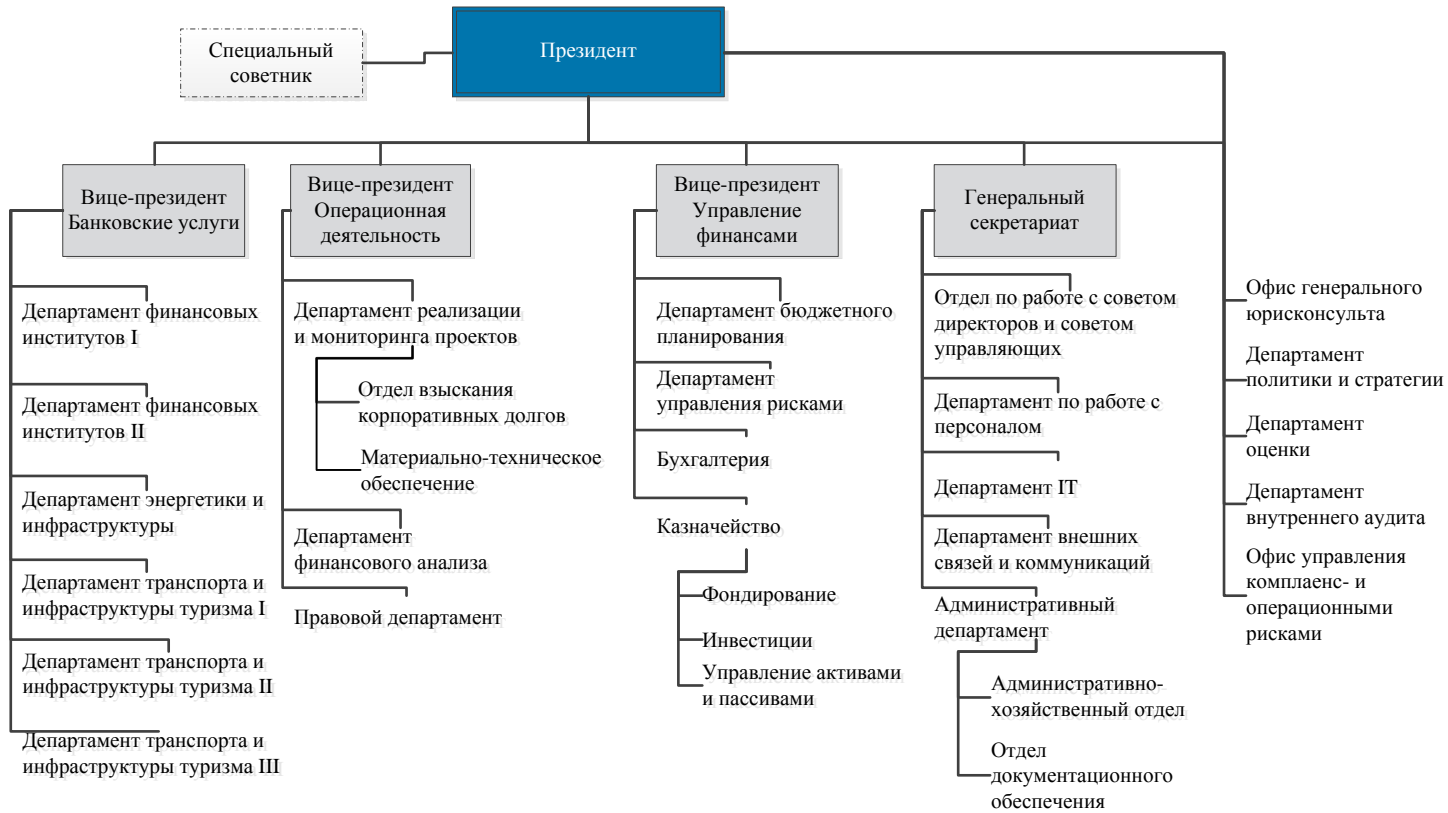 Специальный
советник
Президент
Вице-президент
Банковские услуги
Вице-президент
Операционная
деятельность
Вице-президент
Управление
финансами
Генеральный
секретариат
Департамент финансовых
институтов I
Департамент финансовых
институтов II
Департамент энергетики и
инфраструктуры
Департамент транспорта и
инфраструктуры туризма I
Департамент транспорта и
инфраструктуры туризма II
Департамент транспорта и
инфраструктуры туризма III
Департамент реализации
и мониторинга проектов
Отдел взыскания
корпоративных долгов
Материально-техническое
обеспечение
Департамент
финансового анализа
Правовой департамент
Департамент бюджетного
планирования
Департамент
управления рисками
Бухгалтерия
Казначейство
Фондирование
Инвестиции
Управление активами
и пассивами
Отдел по работе с советом
директоров и советом
управляющих
Департамент по работе с
персоналом
Департамент IT
Департамент внешних
связей и коммуникаций
Административный
департамент
Административно-
хозяйственный отдел
Отдел
документационного
обеспечения
Офис генерального
юрисконсульта
Департамент
политики и стратегии
Департамент
оценки
Департамент
внутреннего аудита
Офис управления
комплаенс- и
операционными
рисками